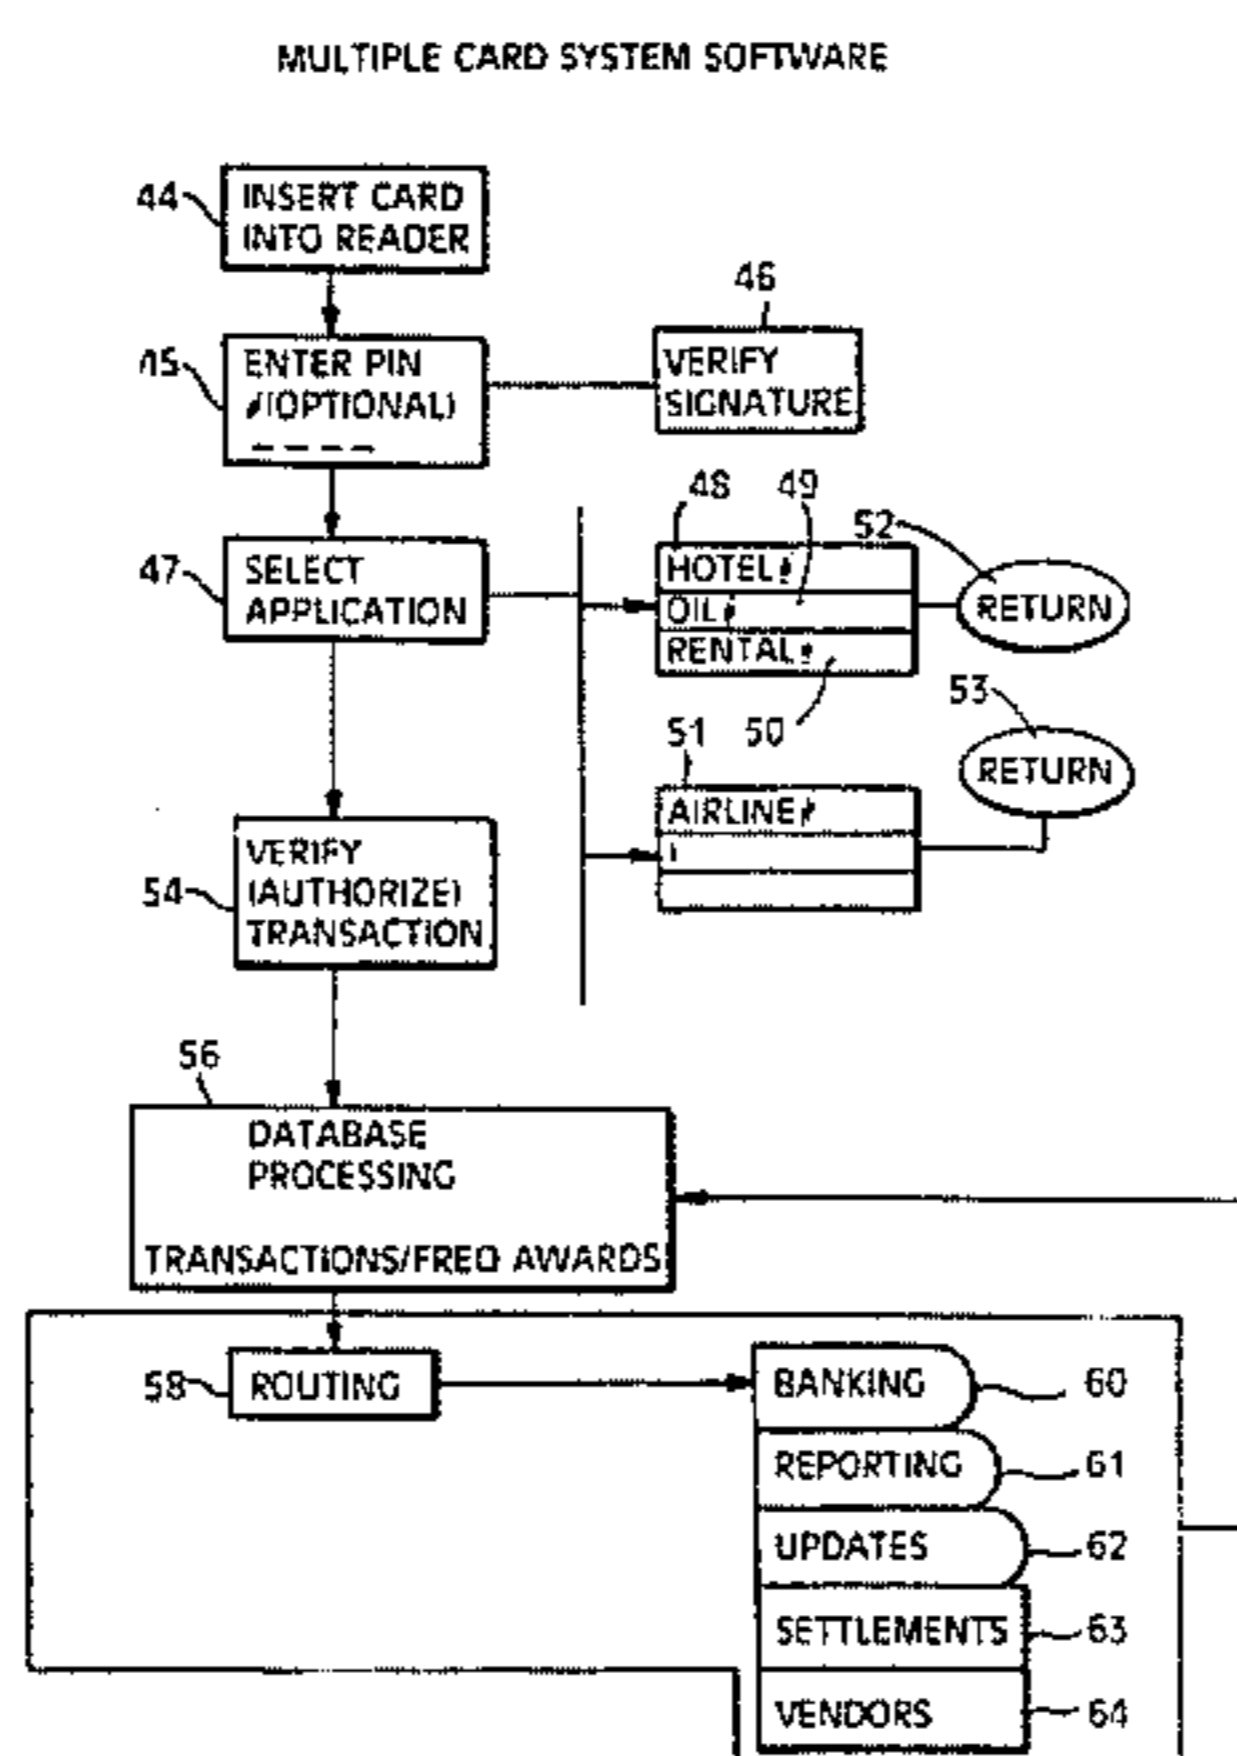 MULTIPLE CARD SYSTEM SOFTWARE
44
INSERT CARD
INTO READER
46
45
ENTER PIN
#(OPTIONAL)
VERIFY
SIGNATURE
48
49
52
47
SELECT
APPLICATION
HOTEL#
OIL#
RENTAL#
RETURN
53
51
50
RETURN
AIRLINE#
54
VERIFY
(AUTHORIZE)
TRANSACTION
56
DATABASE
PROCESSING
TRANSACTIONS/FREQ AWARDS
58
ROUTING
BANKING
60
REPORTING
61
UPDATES
62
SETTLEMENTS
63
VENDORS
64